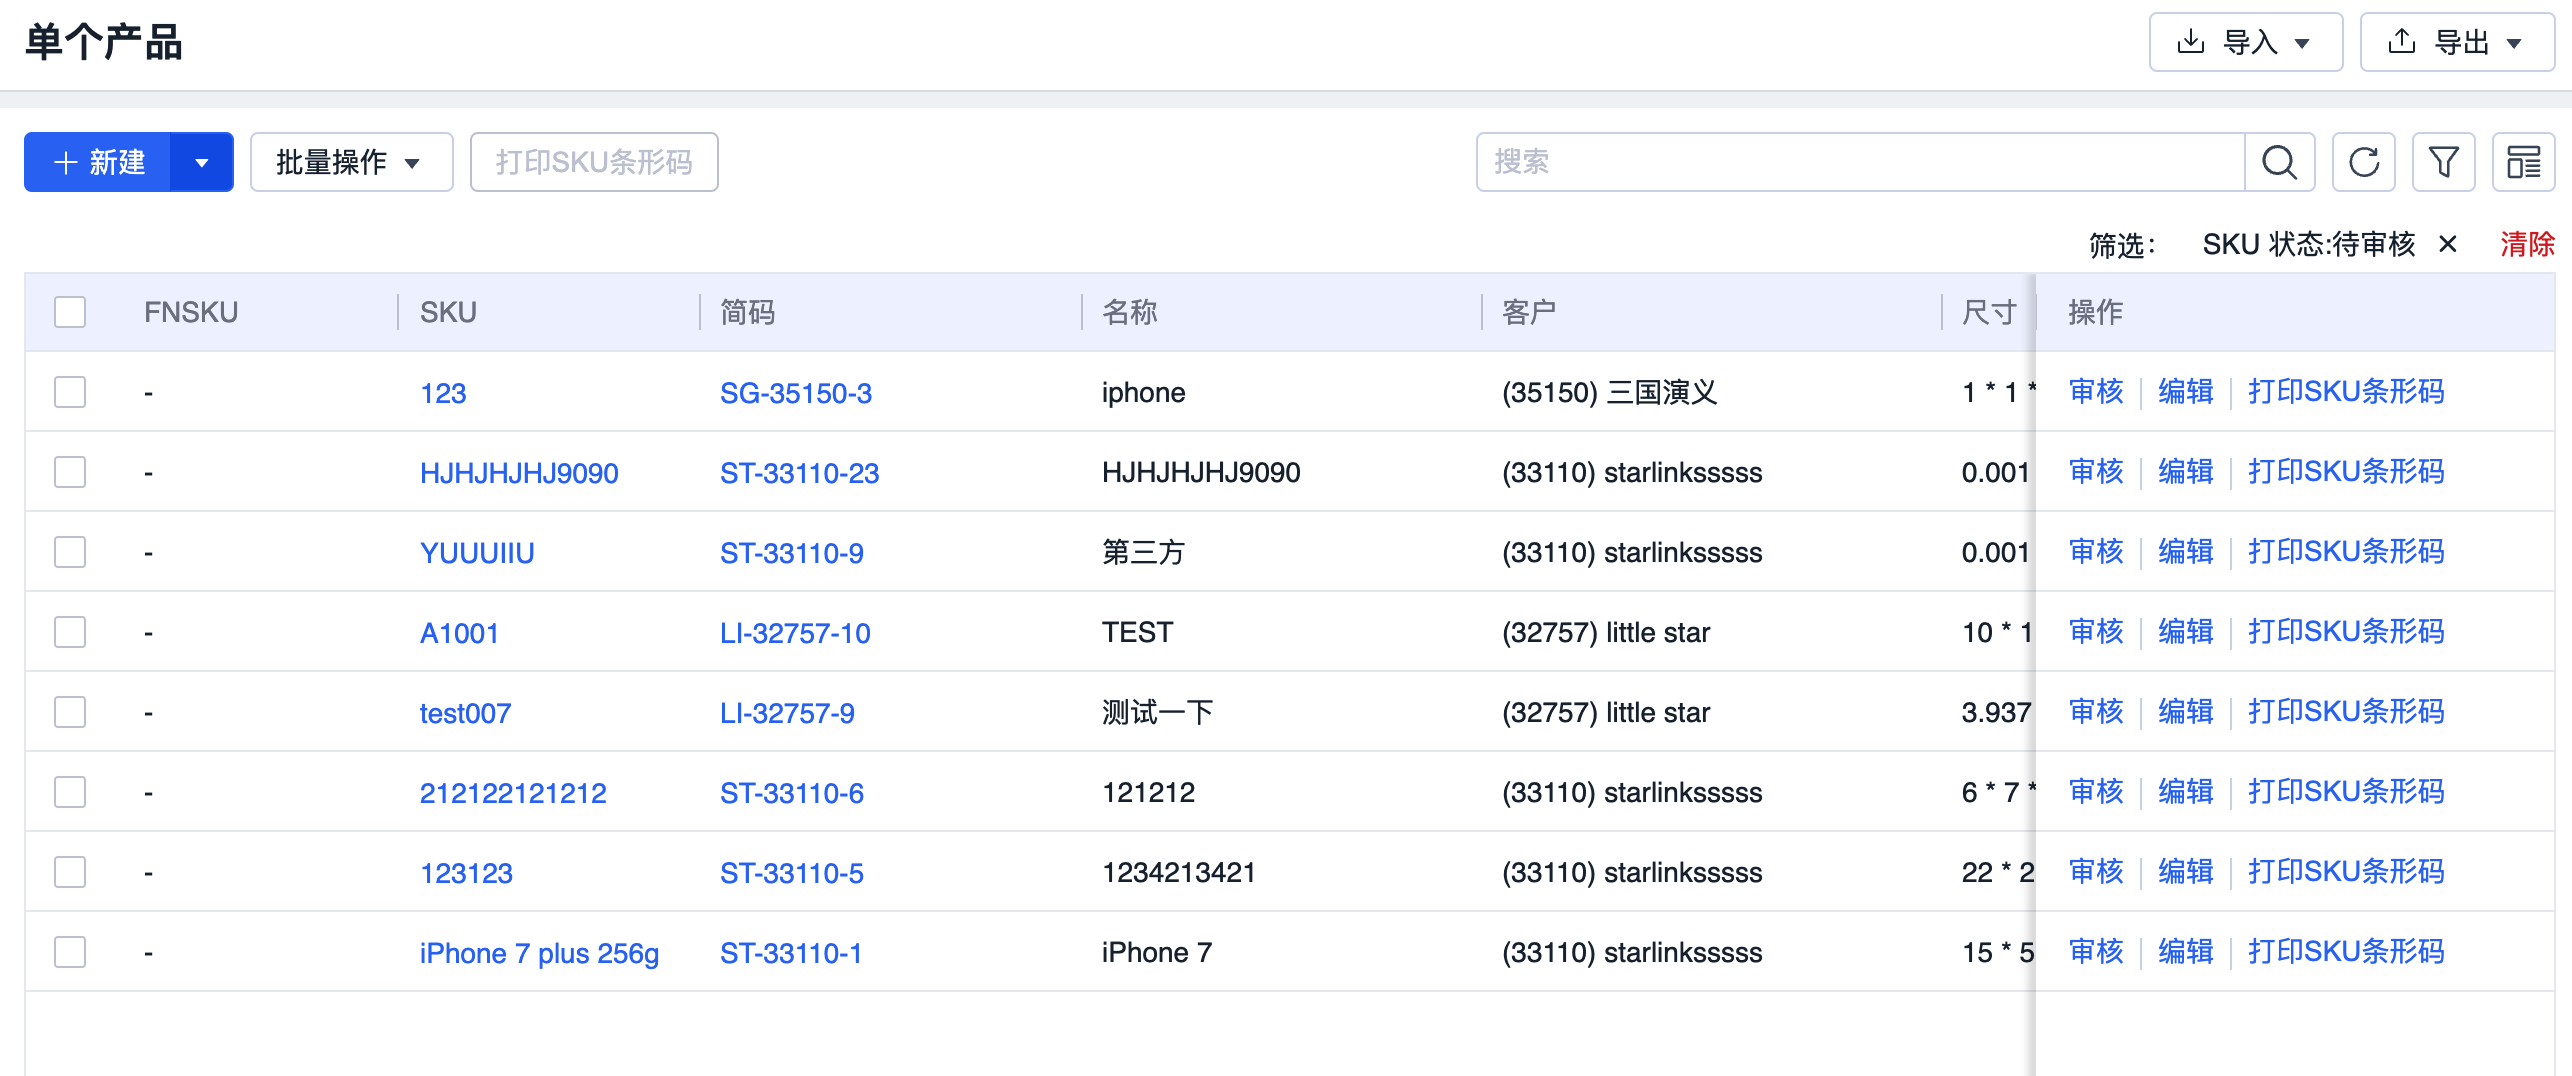 单个产品 导入 导出
新建 批量操作 打印SKU条形码 搜索
筛选： SKU 状态:待审核 清除
FNSKU SKU 简码 名称 客户 尺寸 操作
- 123 SG-35150-3 iphone (35150) 三国演义 1 * 1 * 审核 编辑 打印SKU条形码
- HJHJHJHJ9090 ST-33110-23 HJHJHJHJ9090 (33110) starlinksssss 0.001 审核 编辑 打印SKU条形码
- YUUUIIU ST-33110-9 第三方 (33110) starlinksssss 0.001 审核 编辑 打印SKU条形码
- A1001 LI-32757-10 TEST (32757) little star 10 * 1 审核 编辑 打印SKU条形码
- test007 LI-32757-9 测试一下 (32757) little star 3.937 审核 编辑 打印SKU条形码
- 212122121212 ST-33110-6 121212 (33110) starlinksssss 6 * 7 * 审核 编辑 打印SKU条形码
- 123123 ST-33110-5 1234213421 (33110) starlinksssss 22 * 2 审核 编辑 打印SKU条形码
- iPhone 7 plus 256g ST-33110-1 iPhone 7 (33110) starlinksssss 15 * 5 审核 编辑 打印SKU条形码